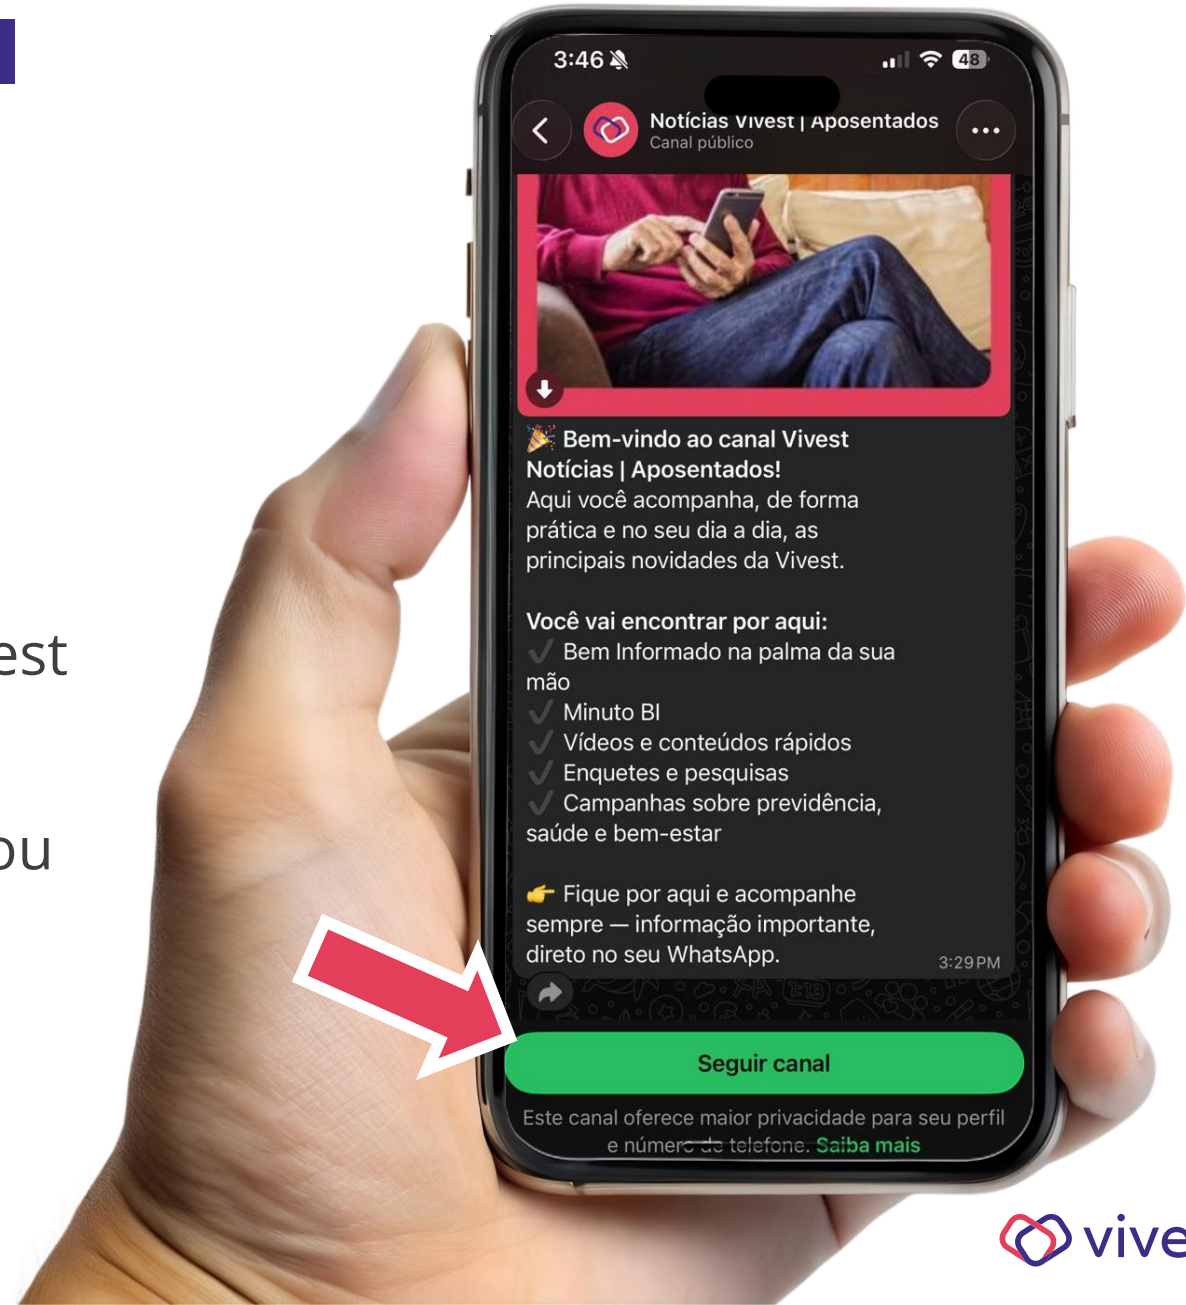 3:46
48
Notícias Vivest | Aposentados
Canal público
🎉 Bem-vindo ao canal Vivest
Notícias | Aposentados!
Aqui você acompanha, de forma
prática e no seu dia a dia, as
principais novidades da Vivest.
Você vai encontrar por aqui:
✔ Bem Informado na palma da sua
mão
✔ Minuto BI
✔ Vídeos e conteúdos rápidos
✔ Enquetes e pesquisas
✔ Campanhas sobre previdência,
saúde e bem-estar
👉 Fique por aqui e acompanhe
sempre — informação importante,
direto no seu WhatsApp.
3:29 PM
Seguir canal
Este canal oferece maior privacidade para seu perfil
e número de telefone. Saiba mais
est
ou
vive